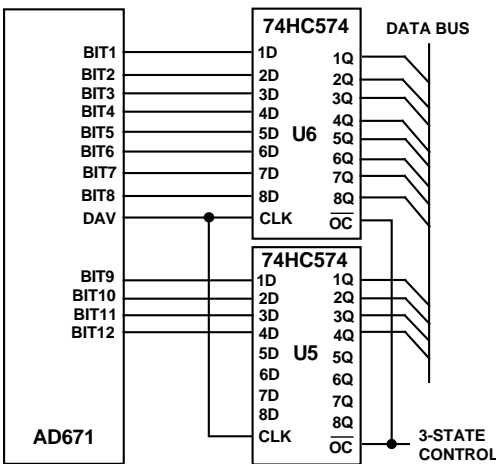 74HC574
DATA BUS
BIT1
BIT2
BIT3
BIT4
BIT5
BIT6
BIT7
BIT8
DAV
1D
2D
3D
4D
5D
6D
7D
8D
CLK
U6
1Q
2Q
3Q
4Q
5Q
6Q
7Q
8Q
OC
74HC574
BIT9
BIT10
BIT11
BIT12
1D
2D
3D
4D
5D
6D
7D
8D
CLK
U5
1Q
2Q
3Q
4Q
5Q
6Q
7Q
8Q
OC
AD671
3-STATE
CONTROL